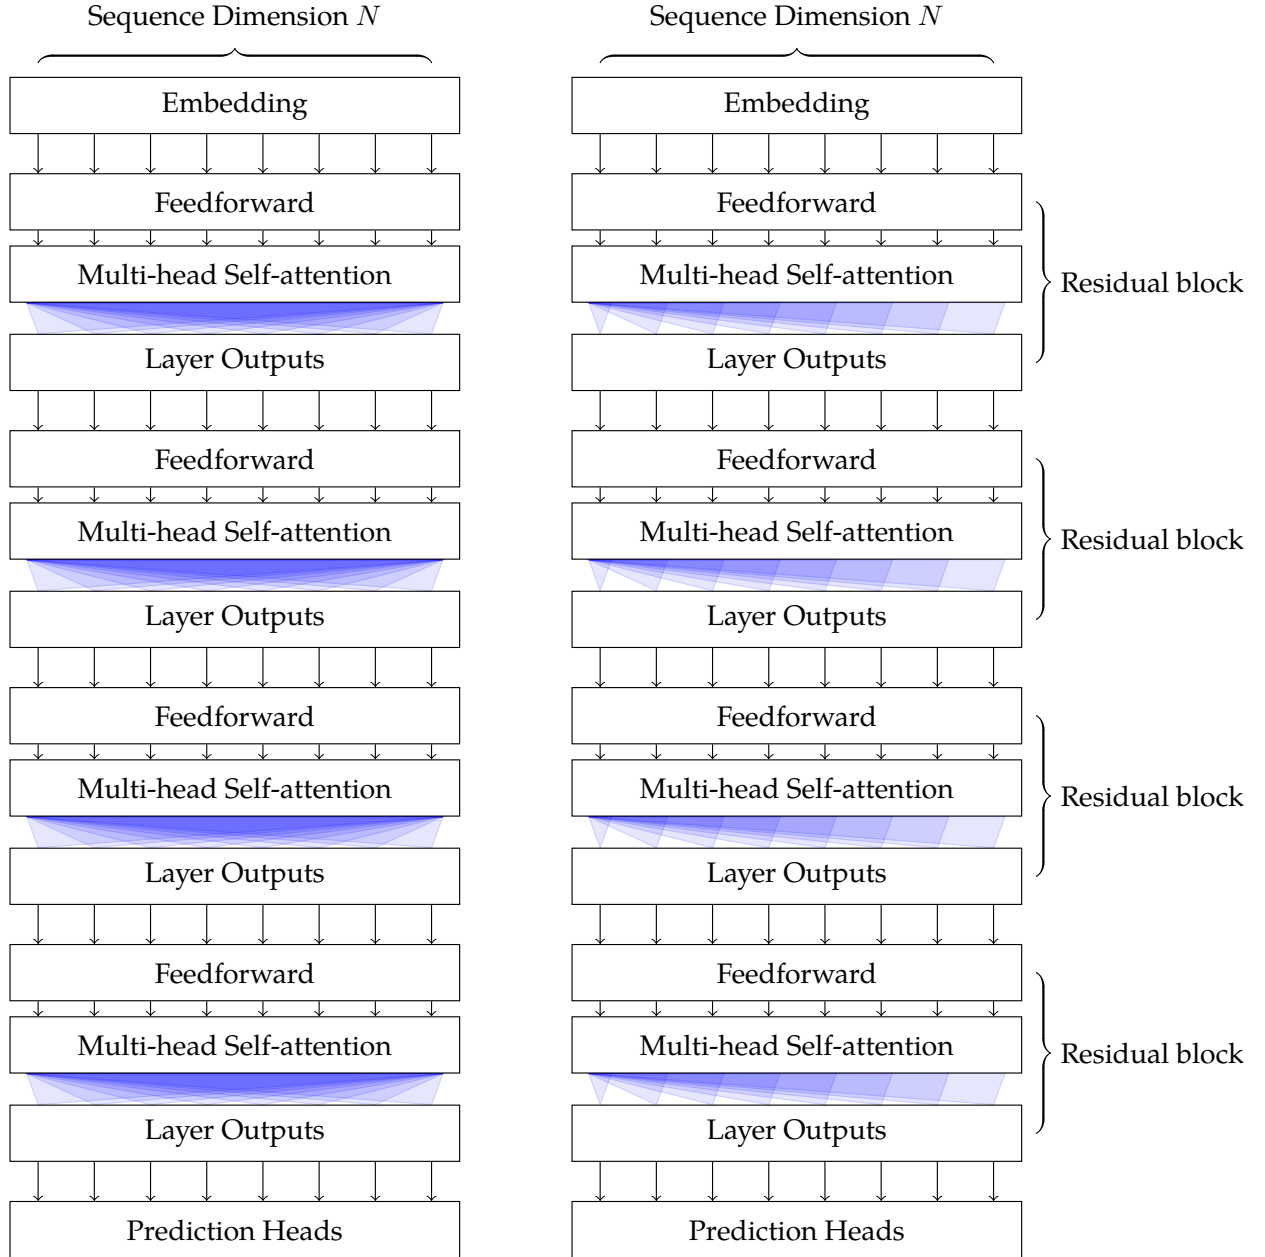 Sequence Dimension N
Embedding
Feedforward
Multi-head Self-attention
Layer Outputs
Feedforward
Multi-head Self-attention
Layer Outputs
Feedforward
Multi-head Self-attention
Layer Outputs
Feedforward
Multi-head Self-attention
Layer Outputs
Prediction Heads
Sequence Dimension N
Embedding
Feedforward
Multi-head Self-attention
Layer Outputs
Feedforward
Multi-head Self-attention
Layer Outputs
Feedforward
Multi-head Self-attention
Layer Outputs
Feedforward
Multi-head Self-attention
Layer Outputs
Prediction Heads
Residual block
Residual block
Residual block
Residual block